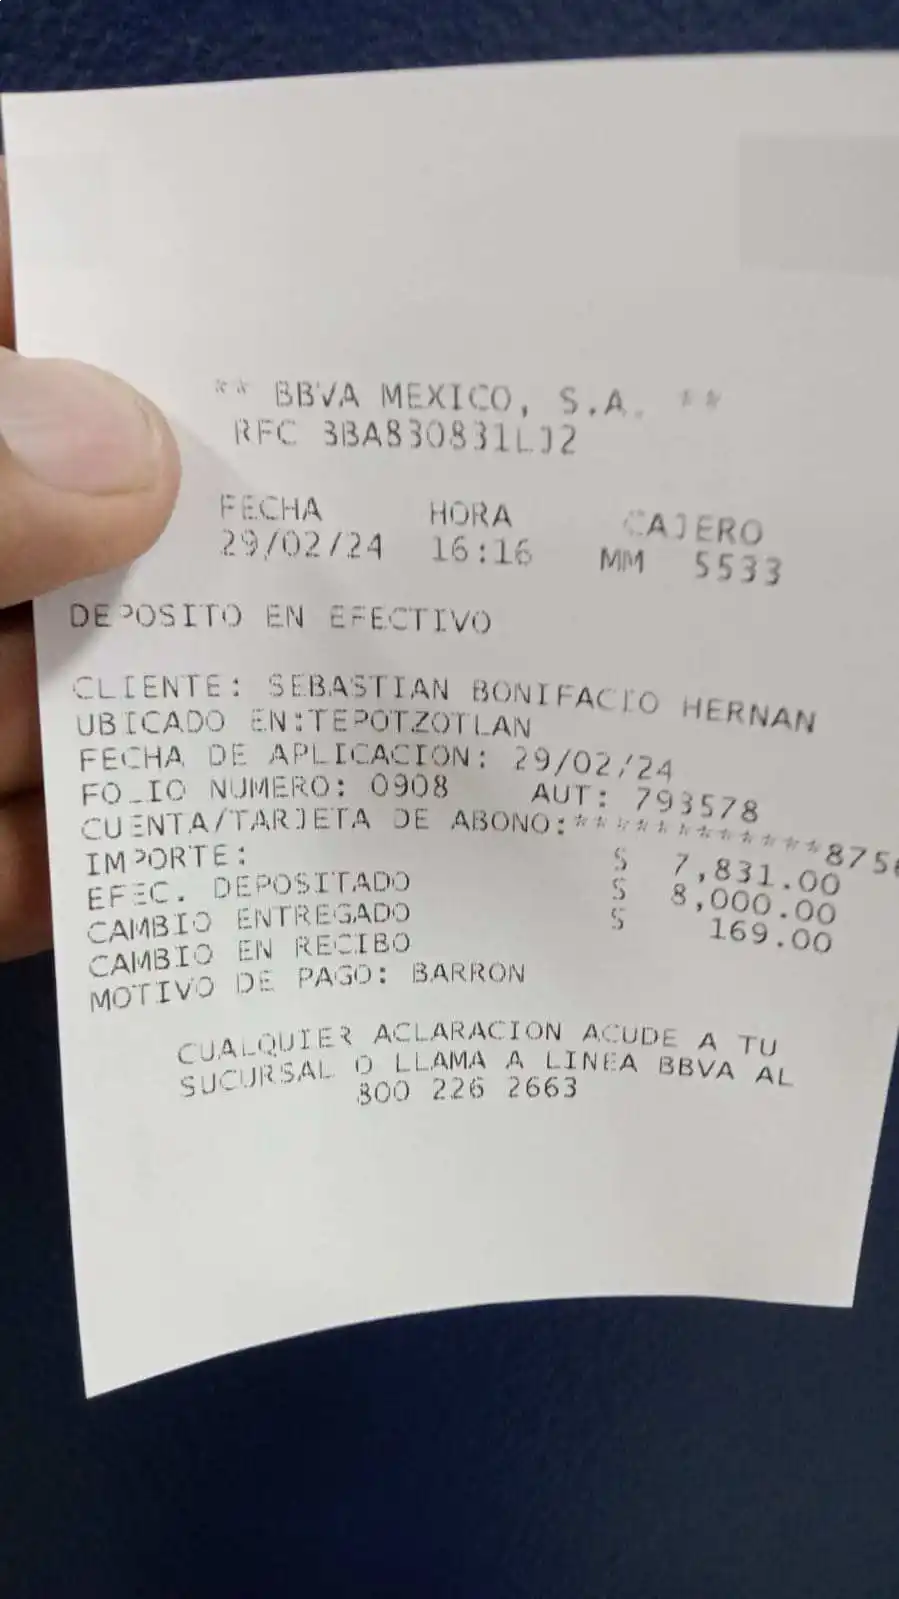 ** BBVA MEXICO, S.A. **
RFC BBA830831LJ2
FECHA HORA CAJERO
29/02/24 16:16 MM 5533
DEPOSITO EN EFECTIVO
CLIENTE: SEBASTIAN BONIFACIO HERNAN
UBICADO EN:TEPOTZOTLAN
FECHA DE APLICACION: 29/02/24
FOLIO NUMERO: 0908 AUT: 793578
CUENTA/TARJETA DE ABONO:************8756
IMPORTE: $ 7,831.00
EFEC. DEPOSITADO $ 8,000.00
CAMBIO ENTREGADO $ 169.00
CAMBIO EN RECIBO
MOTIVO DE PAGO: BARRON
CUALQUIER ACLARACION ACUDE A TU
SUCURSAL O LLAMA A LINEA BBVA AL
800 226 2663